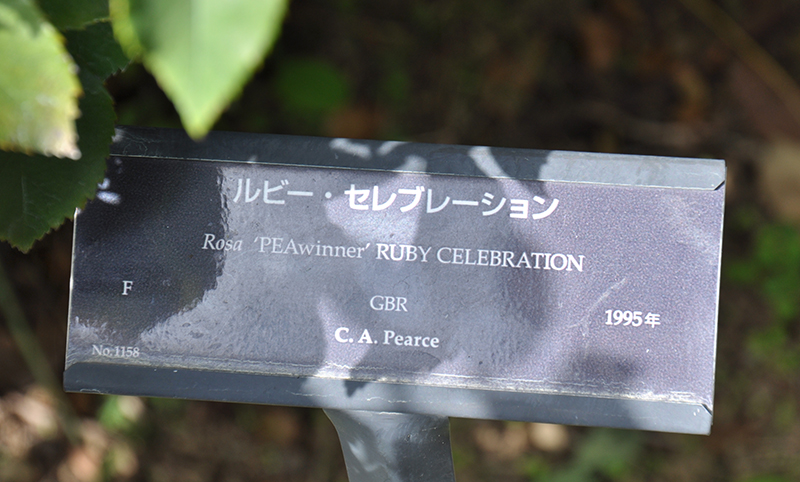 ルビー・セレブレーション
Rosa 'PEAwinner' RUBY CELEBRATION
F
GBR
1995年
C. A. Pearce
No. 1158